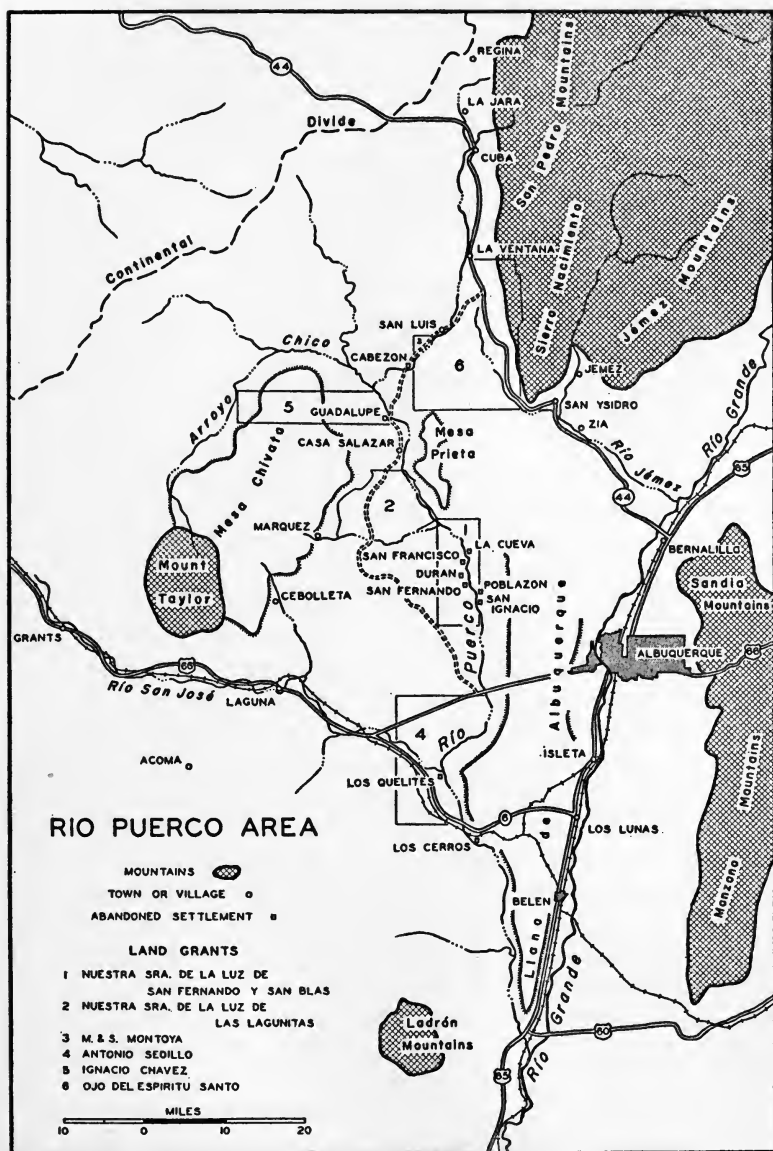 REGINA
44
LA JARA
Divide
San Pedro Mountains
CUBA
Continental
LA VENTANA
Sierro Nacimiento
Jémez Mountains
SAN LUIS
3
Chico
CABEZON
6
JEMEZ
Arroyo
5
GUADALUPE
SAN YSIDRO
ZIA
Río Grande
CASA SALAZAR
Mesa Prieta
Río Jémez
85
Mesa Chivata
2
44
MARQUEZ
1
LA CUEVA
SAN FRANCISCO
DURAN
SAN FERNANDO
POBLAZON
SAN IGNACIO
BERNALILLO
Mount Taylor
Sandia Mountains
CEBOLLETA
Puerco
Albuquerque
GRANTS
66
ALBUQUERQUE
66
Río San José
LAGUNA
4
Río
ACOMA
ISLETA
LOS QUELITES
Mountains
RIO PUERCO AREA
6
de
LOS LUNAS
LOS CERROS
MOUNTAINS
TOWN OR VILLAGE
ABANDONED SETTLEMENT
BELEN
Manzano
Llano
LAND GRANTS
1 NUESTRA SRA. DE LA LUZ DE
SAN FERNANDO Y SAN BLAS
2 NUESTRA SRA. DE LA LUZ DE
LAS LAGUNITAS
3 M. & S. MONTOYA
4 ANTONIO SEDILLO
5 IGNACIO CHAVEZ
6 OJO DEL ESPIRITU SANTO
Ladrón Mountains
Río Grande
60
85
MILES
10 0 10 20